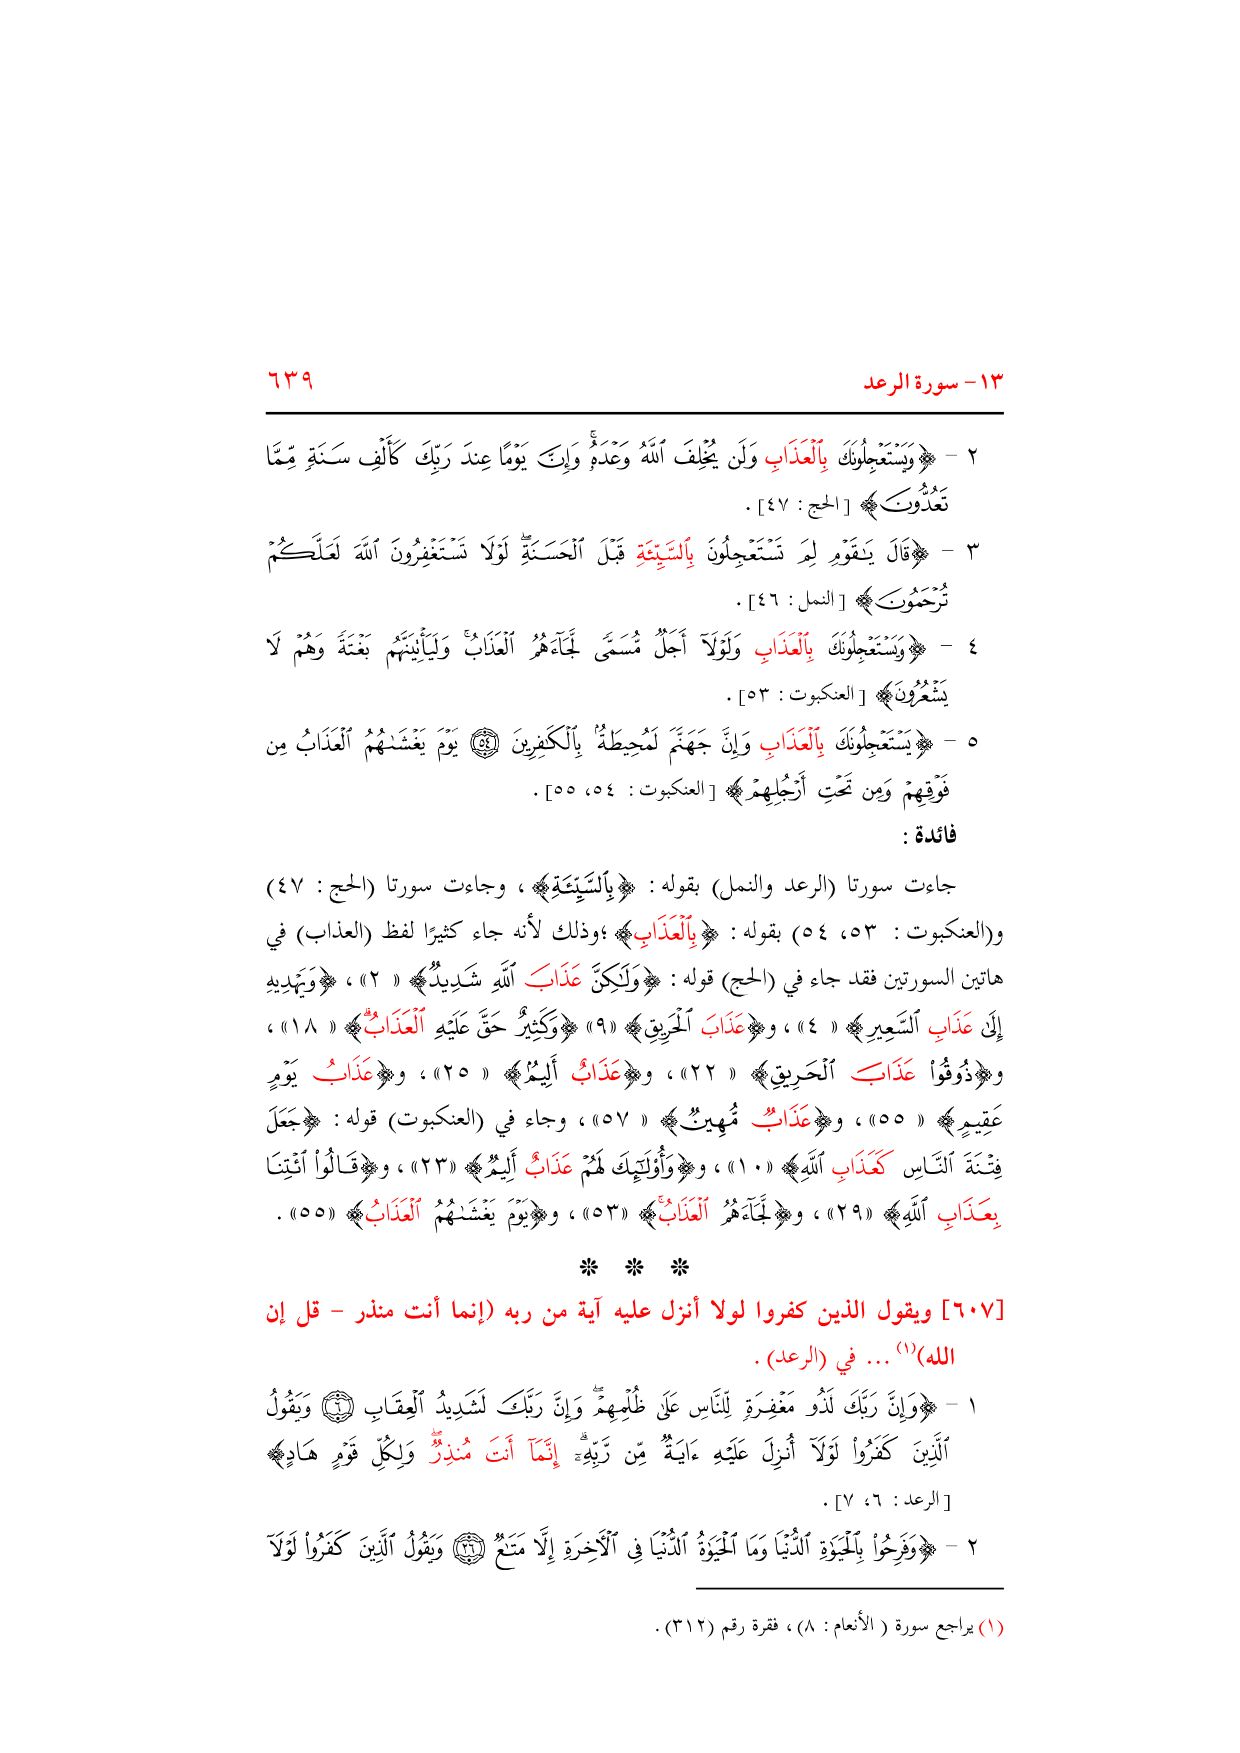 ١٣- سورة الرعد ٦٣٩
٢ - ﴿وَيَسْتَعْجِلُونَكَ بِٱلْعَذَابِ وَلَن يُخْلِفَ ٱللَّهُ وَعْدَهُۥۚ وَإِنَّ يَوْمًا عِندَ رَبِّكَ كَأَلْفِ سَنَةٍ مِّمَّا
تَعُدُّونَ﴾ [الحج: ٤٧].
٣ - ﴿قَالَ يَٰقَوْمِ لِمَ تَسْتَعْجِلُونَ بِٱلسَّيِّئَةِ قَبْلَ ٱلْحَسَنَةِۖ لَوْلَا تَسْتَغْفِرُونَ ٱللَّهَ لَعَلَّكُمْ
تُرْحَمُونَ﴾ [النمل: ٤٦].
٤ - ﴿وَيَسْتَعْجِلُونَكَ بِٱلْعَذَابِ وَلَوْلَآ أَجَلٌ مُّسَمًّى لَّجَآءَهُمُ ٱلْعَذَابُۚ وَلَيَأْتِيَنَّهُم بَغْتَةً وَهُمْ لَا
يَشْعُرُونَ﴾ [العنكبوت: ٥٣].
٥ - ﴿يَسْتَعْجِلُونَكَ بِٱلْعَذَابِ وَإِنَّ جَهَنَّمَ لَمُحِيطَةٌۢ بِٱلْكَٰفِرِينَ ۝٥٤ يَوْمَ يَغْشَىٰهُمُ ٱلْعَذَابُ مِن
فَوْقِهِمْ وَمِن تَحْتِ أَرْجُلِهِمْ﴾ [العنكبوت: ٥٤، ٥٥].
فائدة :
جاءت سورتا (الرعد والنمل) بقوله: ﴿بِٱلسَّيِّئَةِ﴾، وجاءت سورتا (الحج: ٤٧)
و(العنكبوت: ٥٣، ٥٤) بقوله: ﴿بِٱلْعَذَابِ﴾؛وذلك لأنه جاء كثيرًا لفظ (العذاب) في
هاتين السورتين فقد جاء في (الحج) قوله: ﴿وَلَٰكِنَّ عَذَابَ ٱللَّهِ شَدِيدٌ﴾ «٢»، ﴿وَيَهْدِيهِ
إِلَىٰ عَذَابِ ٱلسَّعِيرِ﴾ «٤»، و﴿عَذَابَ ٱلْحَرِيقِ﴾ «٩» ﴿وَكَثِيرٌ حَقَّ عَلَيْهِ ٱلْعَذَابُۗ﴾ «١٨»،
و﴿ذُوقُوا۟ عَذَابَ ٱلْحَرِيقِ﴾ «٢٢»، و﴿عَذَابٌ أَلِيمٌ﴾ «٢٥»، و﴿عَذَابُ يَوْمٍ
عَقِيمٍ﴾ «٥٥»، و﴿عَذَابٌ مُّهِينٌ﴾ «٥٧»، وجاء في (العنكبوت) قوله: ﴿جَعَلَ
فِتْنَةَ ٱلنَّاسِ كَعَذَابِ ٱللَّهِ﴾ «١٠»، و﴿وَأُو۟لَٰٓئِكَ لَهُمْ عَذَابٌ أَلِيمٌ﴾ «٢٣»، و﴿قَالُوا۟ ٱئْتِنَا
بِعَذَابِ ٱللَّهِ﴾ «٢٩»، و﴿لَّجَآءَهُمُ ٱلْعَذَابُۚ﴾ «٥٣»، و﴿يَوْمَ يَغْشَىٰهُمُ ٱلْعَذَابُ﴾ «٥٥».
❊ ❊ ❊
[٦٠٧] ويقول الذين كفروا لولا أنزل عليه آية من ربه (إنما أنت منذر - قل إن
الله)(١) ... في (الرعد).
١ - ﴿وَإِنَّ رَبَّكَ لَذُو مَغْفِرَةٍ لِّلنَّاسِ عَلَىٰ ظُلْمِهِمْۖ وَإِنَّ رَبَّكَ لَشَدِيدُ ٱلْعِقَابِ ۝٦ وَيَقُولُ
ٱلَّذِينَ كَفَرُوا۟ لَوْلَآ أُنزِلَ عَلَيْهِ ءَايَةٌ مِّن رَّبِّهِۦٓۗ إِنَّمَآ أَنتَ مُنذِرٌۖ وَلِكُلِّ قَوْمٍ هَادٍ﴾
[الرعد: ٦، ٧].
٢ - ﴿وَفَرِحُوا۟ بِٱلْحَيَوٰةِ ٱلدُّنْيَا وَمَا ٱلْحَيَوٰةُ ٱلدُّنْيَا فِى ٱلْأَخِرَةِ إِلَّا مَتَٰعٌ ۝٢٦ وَيَقُولُ ٱلَّذِينَ كَفَرُوا۟ لَوْلَآ
(١) يراجع سورة (الأنعام: ٨)، فقرة رقم (٣١٢).